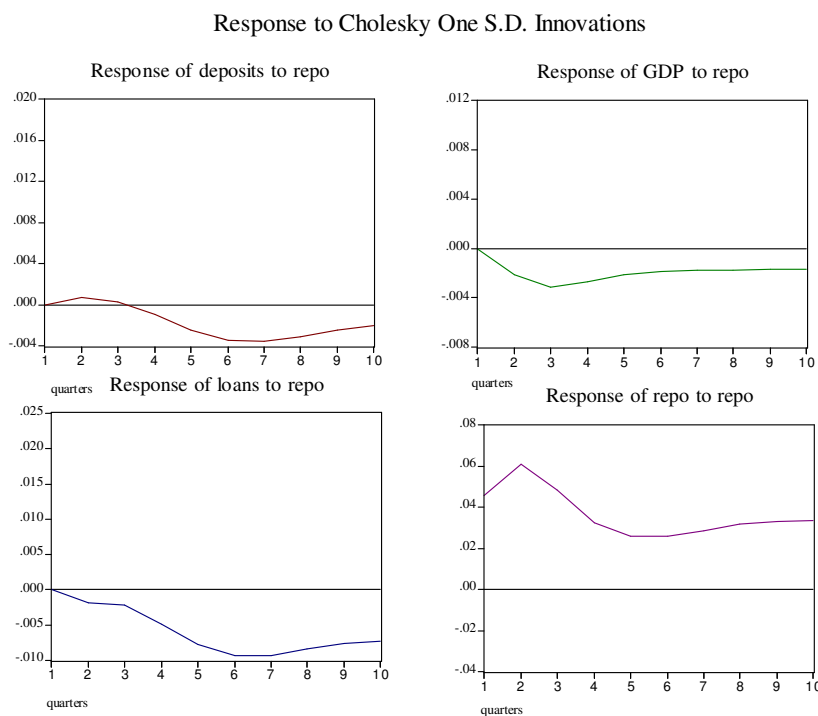 Response to Cholesky One S.D. Innovations
Response of deposits to repo
.020
.016
.012
.008
.004
.000
-.004
1 2 3 4 5 6 7 8 9 10
quarters
Response of GDP to repo
.012
.008
.004
.000
-.004
-.008
1 2 3 4 5 6 7 8 9 10
quarters
Response of loans to repo
.025
.020
.015
.010
.005
.000
-.005
-.010
1 2 3 4 5 6 7 8 9 10
quarters
Response of repo to repo
.08
.06
.04
.02
.00
-.02
-.04
1 2 3 4 5 6 7 8 9 10
quarters